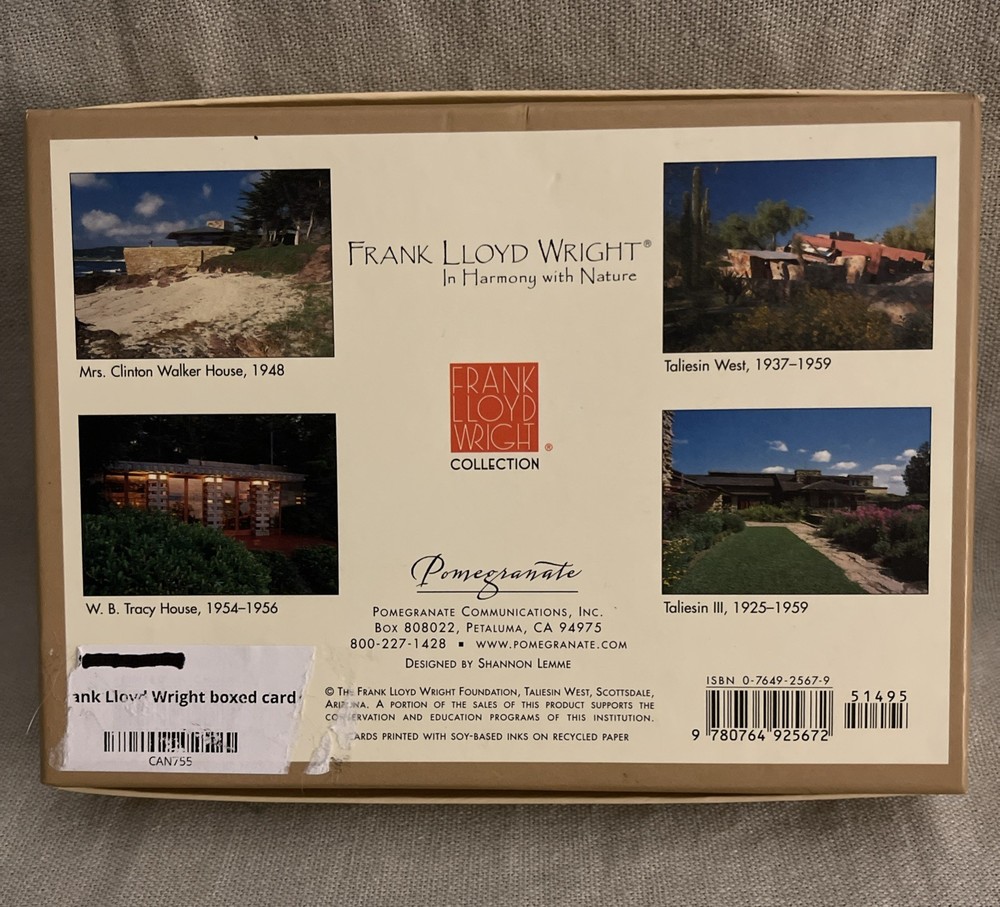 FRANK LLOYD WRIGHT®
In Harmony with Nature
Mrs. Clinton Walker House, 1948
Taliesin West, 1937–1959
FRANK
LLOYD
WRIGHT ®
COLLECTION
W. B. Tracy House, 1954–1956
Taliesin III, 1925–1959
Pomegranate
POMEGRANATE COMMUNICATIONS, INC.
BOX 808022, PETALUMA, CA 94975
800-227-1428 ■ WWW.POMEGRANATE.COM
DESIGNED BY SHANNON LEMME
© THE FRANK LLOYD WRIGHT FOUNDATION, TALIESIN WEST, SCOTTSDALE,
ARIZONA. A PORTION OF THE SALES OF THIS PRODUCT SUPPORTS THE
CONSERVATION AND EDUCATION PROGRAMS OF THIS INSTITUTION.
CARDS PRINTED WITH SOY-BASED INKS ON RECYCLED PAPER
ank Lloyd Wright boxed card
CAN755
ISBN 0-7649-2567-9
51495
9 780764 925672